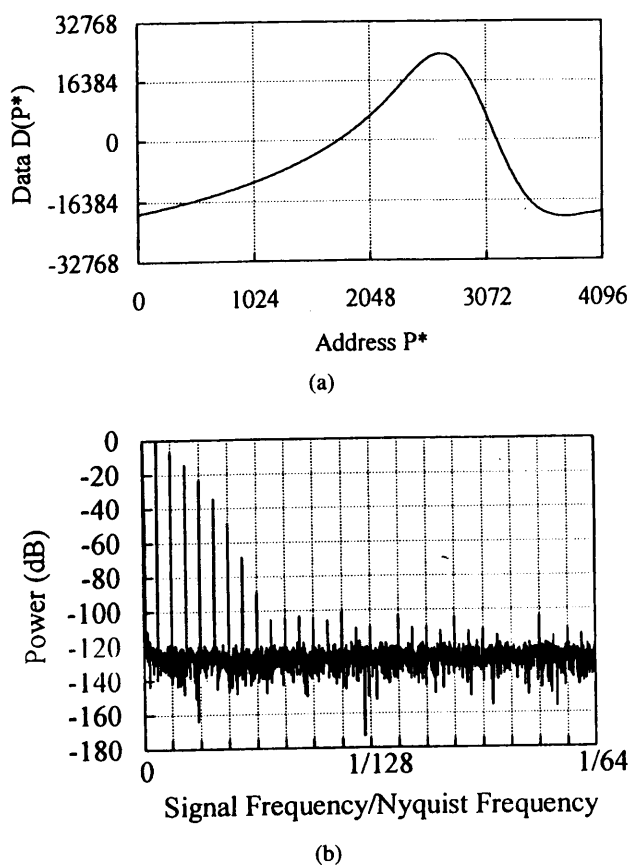 32768
16384
0
-16384
-32768
Data D(P*)
0 1024 2048 3072 4096
Address P*
(a)
0
-20
-40
-60
-80
-100
-120
-140
-160
-180
Power (dB)
0 1/128 1/64
Signal Frequency/Nyquist Frequency
(b)